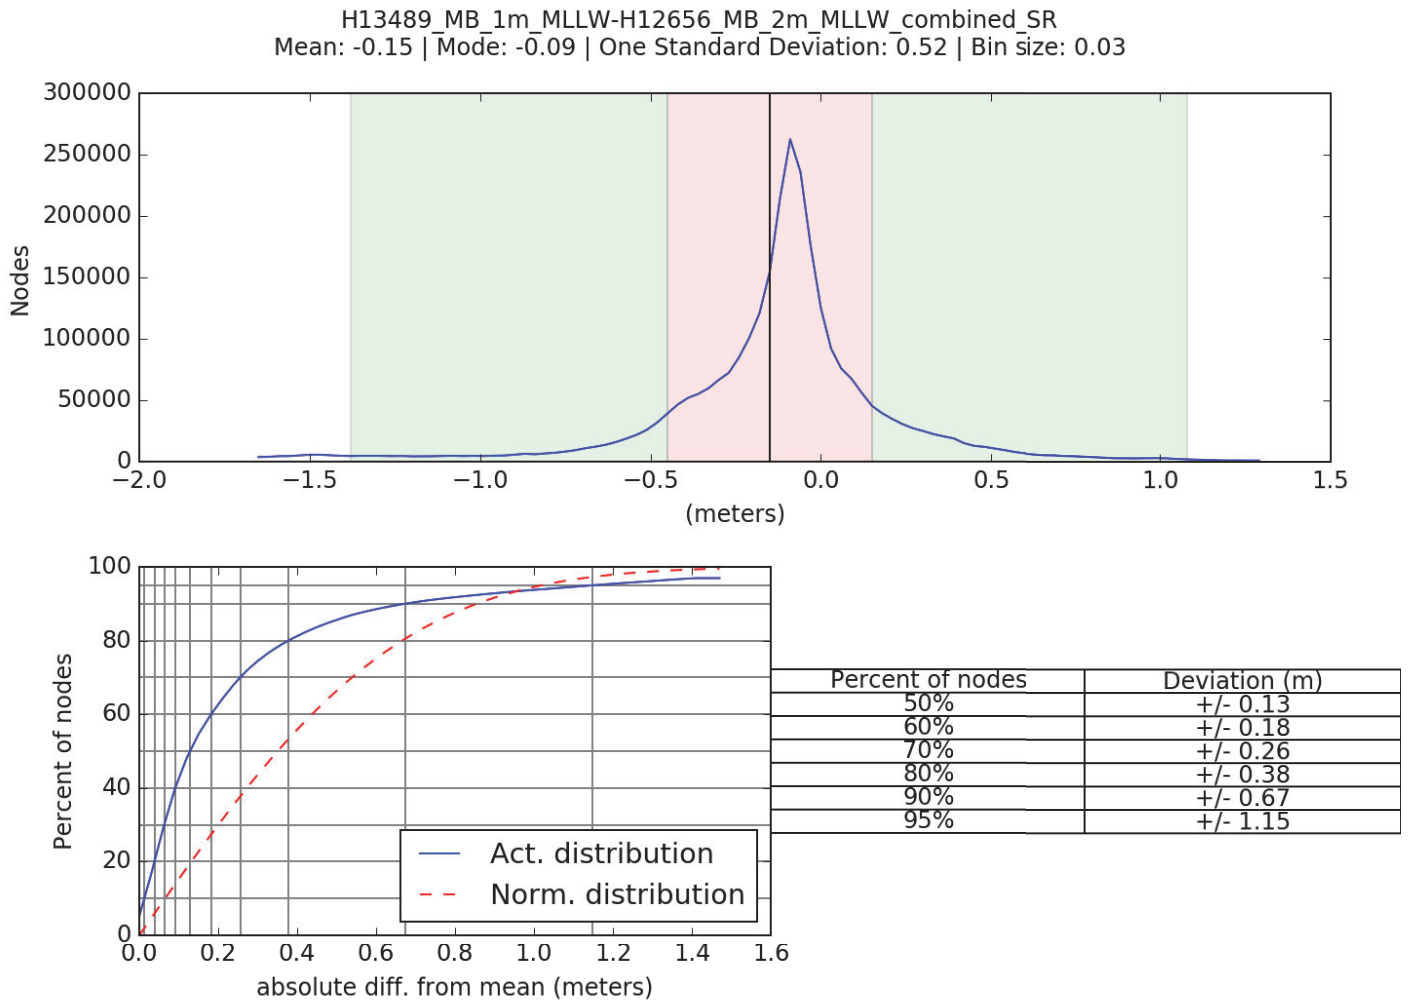 H13489_MB_1m_MLLW-H12656_MB_2m_MLLW_combined_SR
Mean: -0.15 | Mode: -0.09 | One Standard Deviation: 0.52 | Bin size: 0.03
300000
250000
200000
150000
100000
50000
0
Nodes
−2.0 −1.5 −1.0 −0.5 0.0 0.5 1.0 1.5
(meters)
100
80
60
40
20
0
Percent of nodes
Act. distribution
Norm. distribution
0.0 0.2 0.4 0.6 0.8 1.0 1.2 1.4 1.6
absolute diff. from mean (meters)
Percent of nodes Deviation (m)
50% +/- 0.13
60% +/- 0.18
70% +/- 0.26
80% +/- 0.38
90% +/- 0.67
95% +/- 1.15